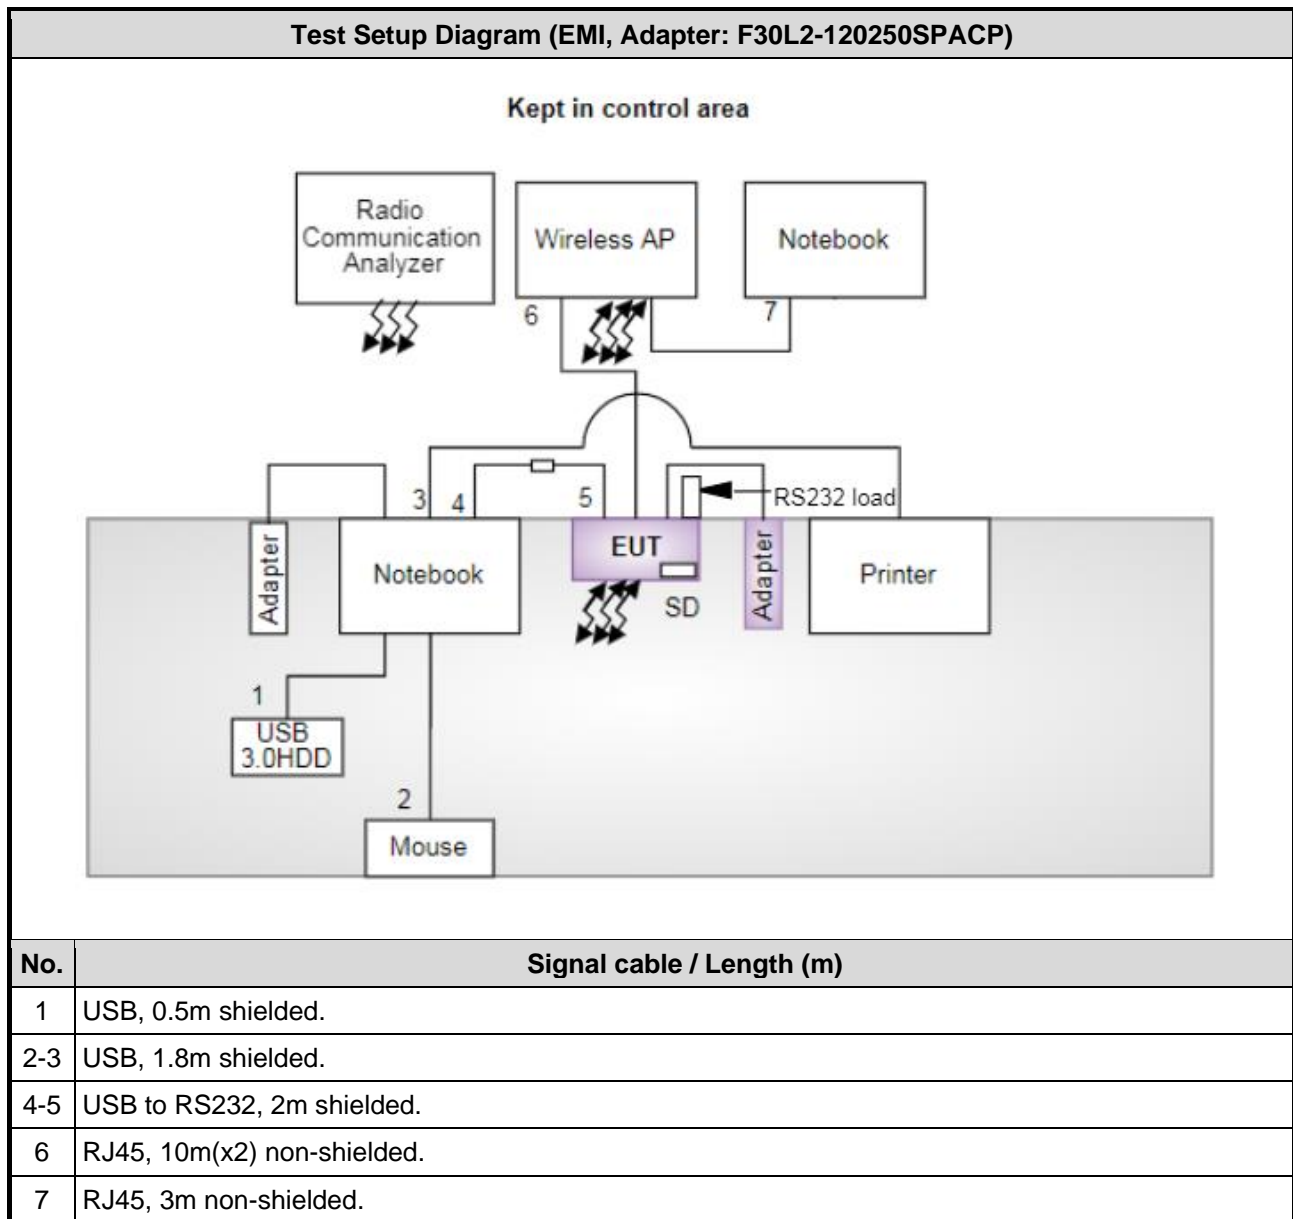 Test Setup Diagram (EMI, Adapter: F30L2-120250SPACP)
Kept in control area
Radio
Communication
Analyzer
Wireless AP
Notebook
6
7
3
4
5
RS232 load
Adapter
Notebook
EUT
SD
Adapter
Printer
1
USB
3.0HDD
2
Mouse
No. Signal cable / Length (m)
1 USB, 0.5m shielded.
2-3 USB, 1.8m shielded.
4-5 USB to RS232, 2m shielded.
6 RJ45, 10m(x2) non-shielded.
7 RJ45, 3m non-shielded.